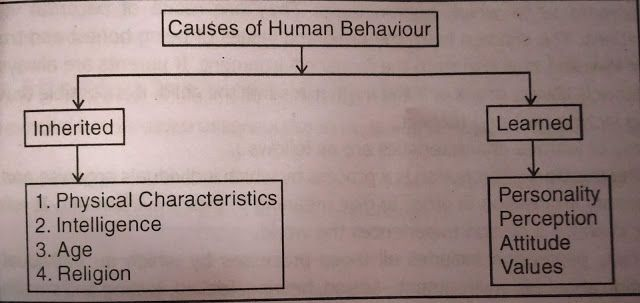 Causes of Human Behaviour
Inherited
Learned
1. Physical Characteristics
2. Intelligence
3. Age
4. Religion
Personality
Perception
Attitude
Values